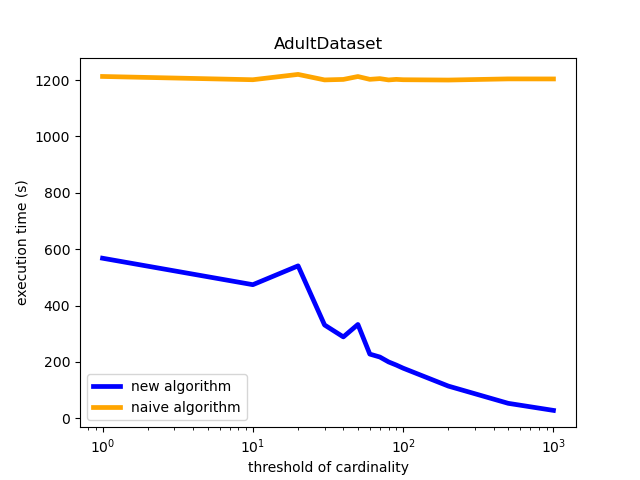 AdultDataset
execution time (s)
1200
1000
800
600
400
200
0
new algorithm
naive algorithm
10⁰
10¹
10²
10³
threshold of cardinality